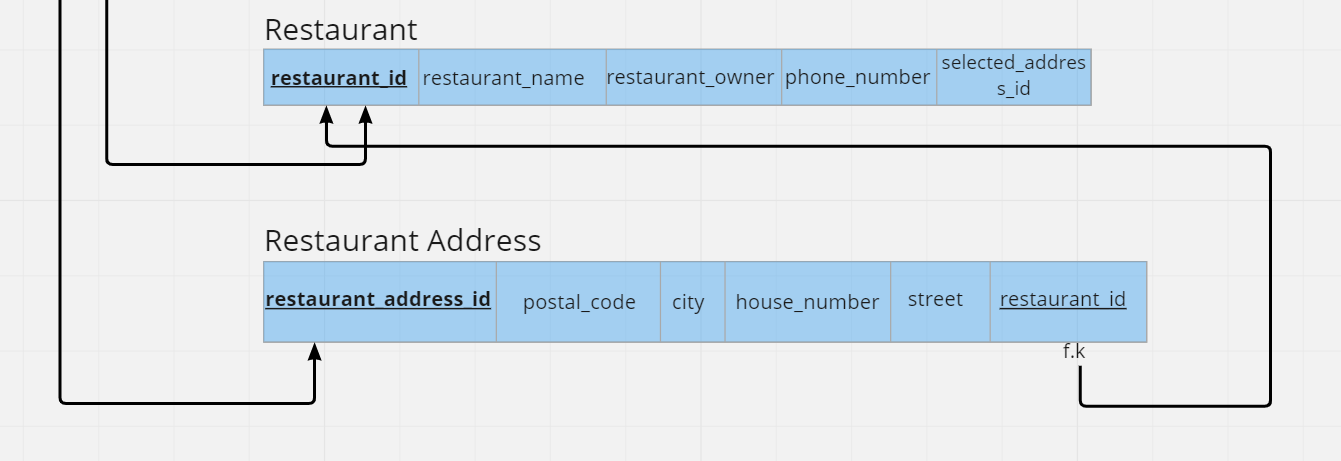 Restaurant
restaurant_id restaurant_name restaurant_owner phone_number selected_addres
s_id
Restaurant Address
restaurant_address_id postal_code city house_number street restaurant_id
f.k